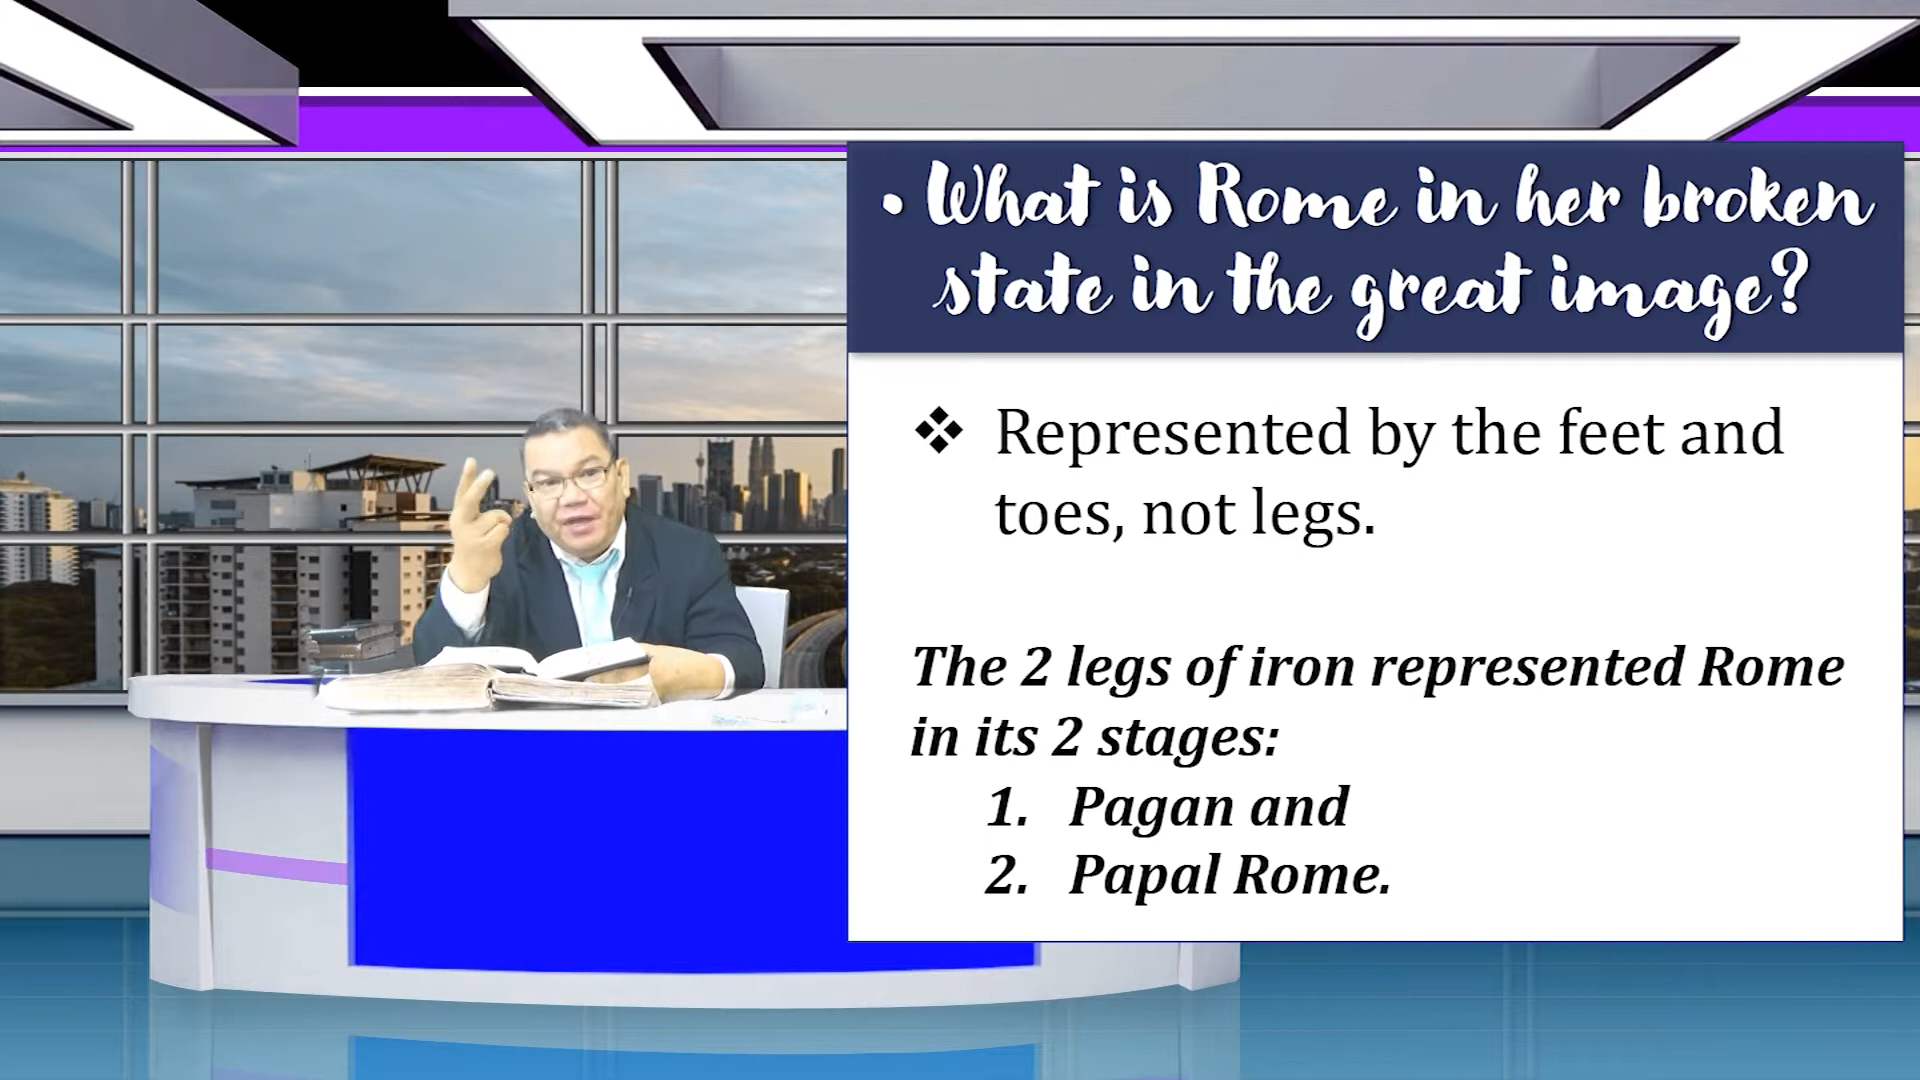 • What is Rome in her broken
state in the great image?
❖ Represented by the feet and
toes, not legs.
The 2 legs of iron represented Rome
in its 2 stages:
1. Pagan and
2. Papal Rome.